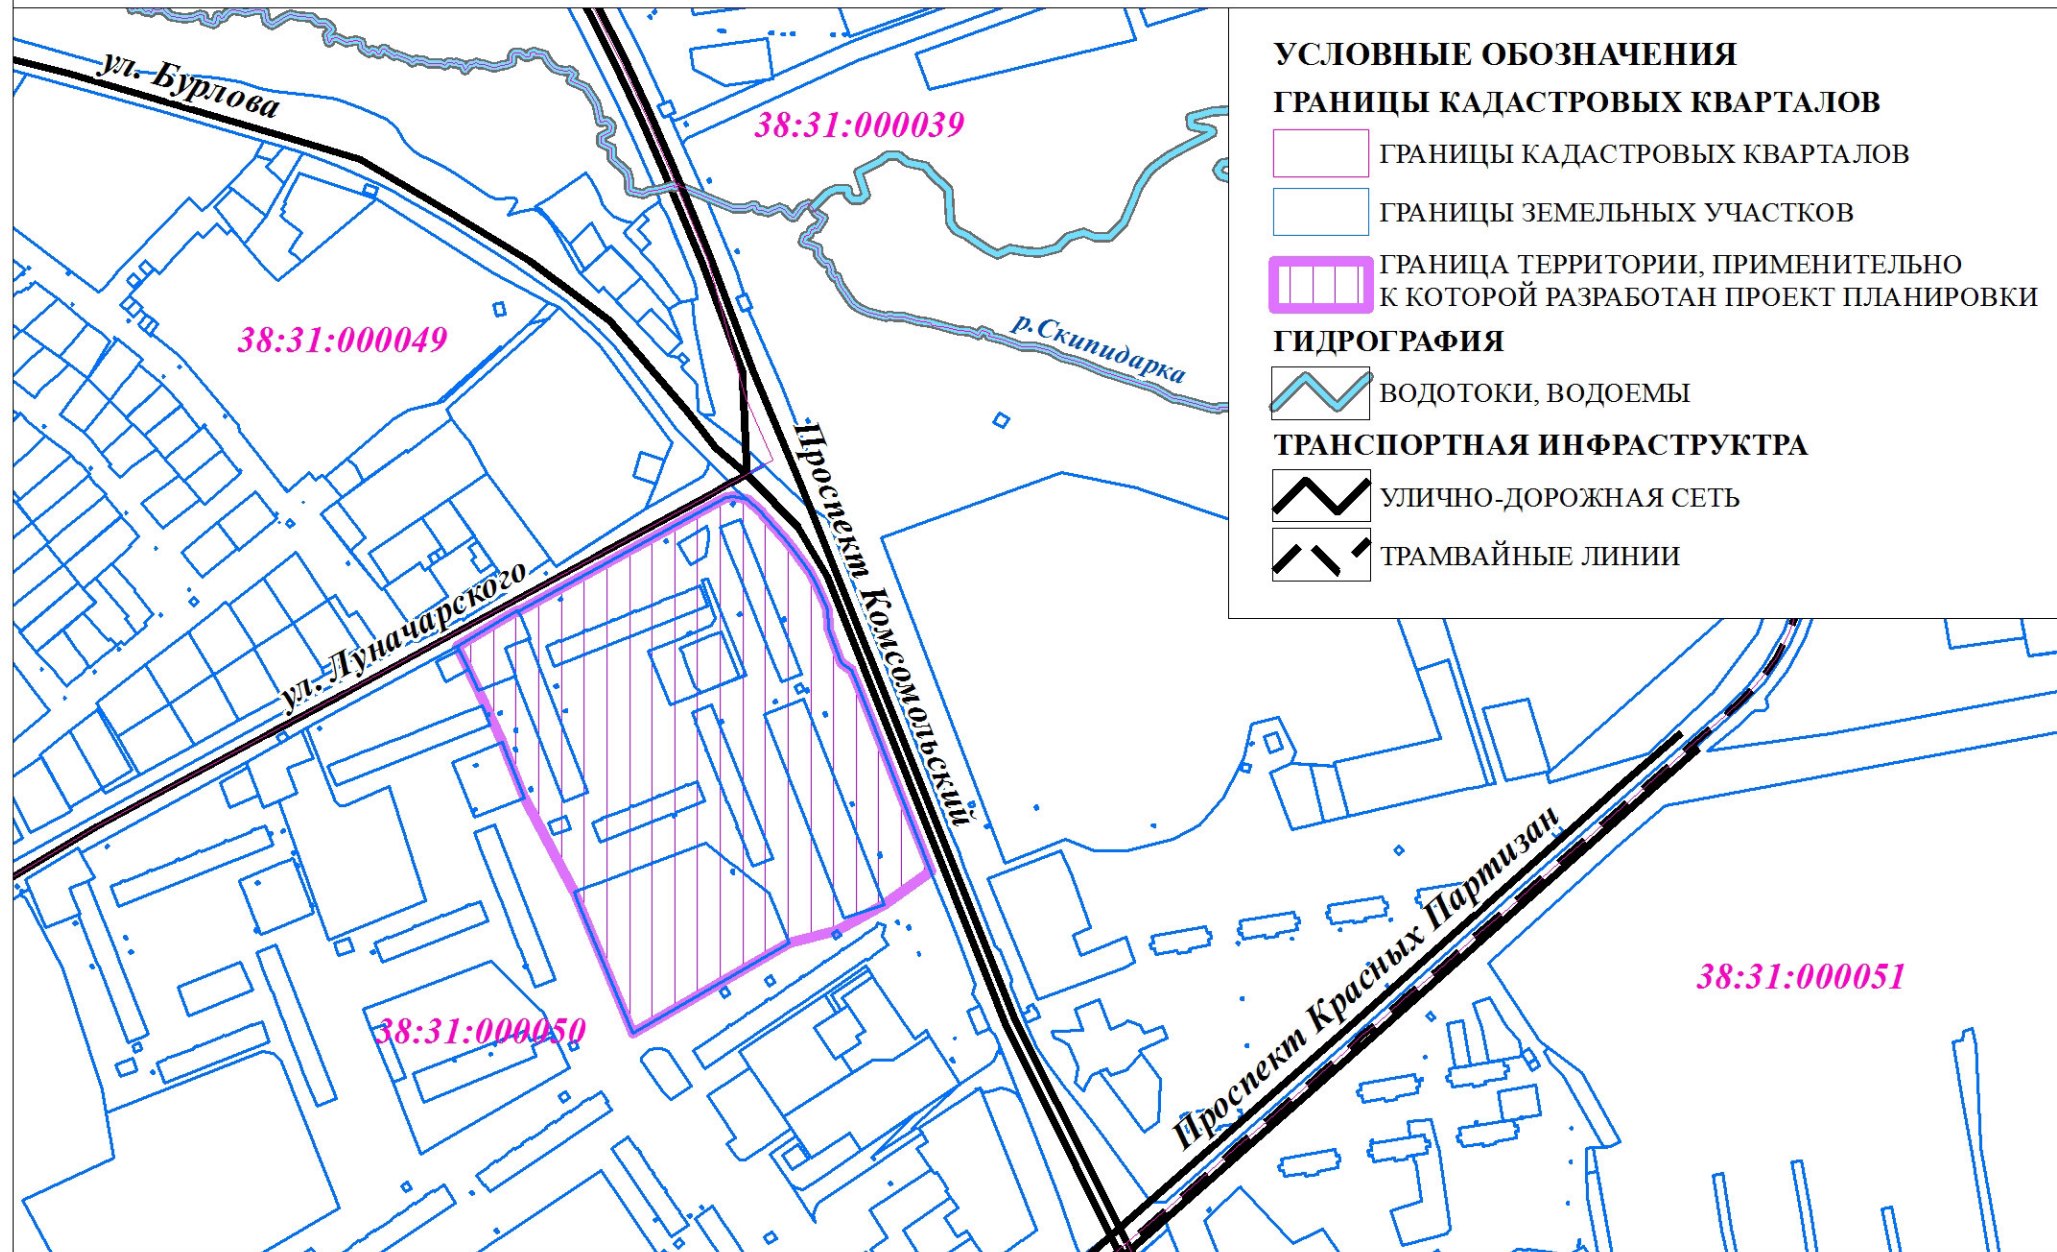 УСЛОВНЫЕ ОБОЗНАЧЕНИЯ
ГРАНИЦЫ КАДАСТРОВЫХ КВАРТАЛОВ
ГРАНИЦЫ КАДАСТРОВЫХ КВАРТАЛОВ
ГРАНИЦЫ ЗЕМЕЛЬНЫХ УЧАСТКОВ
ГРАНИЦА ТЕРРИТОРИИ, ПРИМЕНИТЕЛЬНО
К КОТОРОЙ РАЗРАБОТАН ПРОЕКТ ПЛАНИРОВКИ
ГИДРОГРАФИЯ
ВОДОТОКИ, ВОДОЕМЫ
ТРАНСПОРТНАЯ ИНФРАСТРУКТРА
УЛИЧНО-ДОРОЖНАЯ СЕТЬ
ТРАМВАЙНЫЕ ЛИНИИ
ул. Бурлова
38:31:000039
38:31:000049
р.Скипидарка
Проспект Комсомольский
ул. Луначарского
Проспект Красных Партизан
38:31:000051
38:31:000050